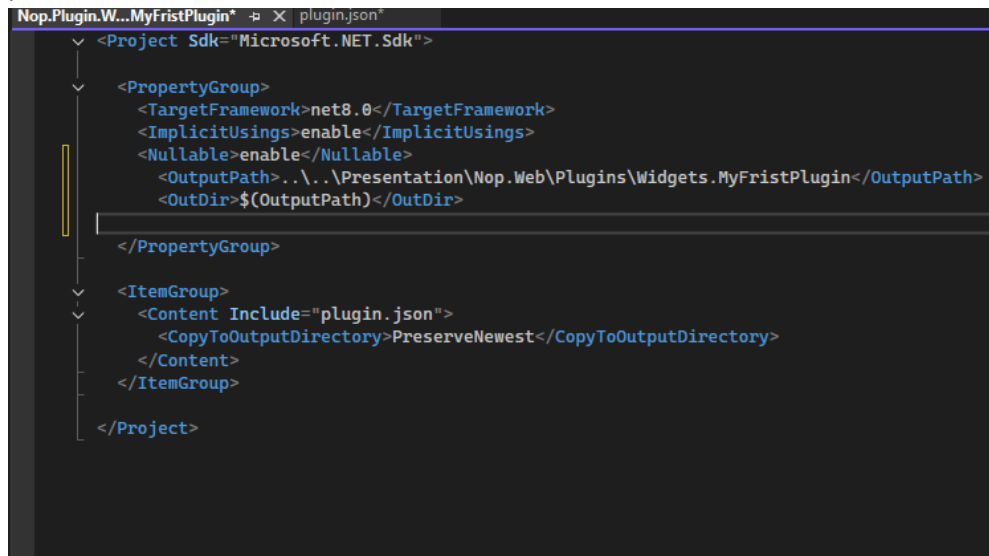 Nop.Plugin.W...MyFristPlugin* plugin.json*
<Project Sdk="Microsoft.NET.Sdk">
<PropertyGroup>
<TargetFramework>net8.0</TargetFramework>
<ImplicitUsings>enable</ImplicitUsings>
<Nullable>enable</Nullable>
<OutputPath>..\..\Presentation\Nop.Web\Plugins\Widgets.MyFristPlugin</OutputPath>
<OutDir>$(OutputPath)</OutDir>
</PropertyGroup>
<ItemGroup>
<Content Include="plugin.json">
<CopyToOutputDirectory>PreserveNewest</CopyToOutputDirectory>
</Content>
</ItemGroup>
</Project>